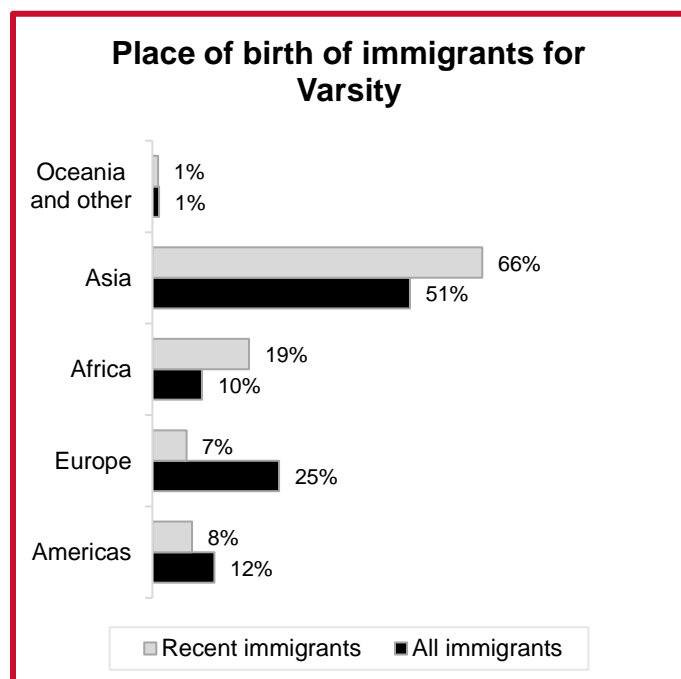 Place of birth of immigrants for
Varsity
Oceania
and other
1%
1%
Asia
66%
51%
Africa
19%
10%
Europe
7%
25%
Americas
8%
12%
Recent immigrants
All immigrants